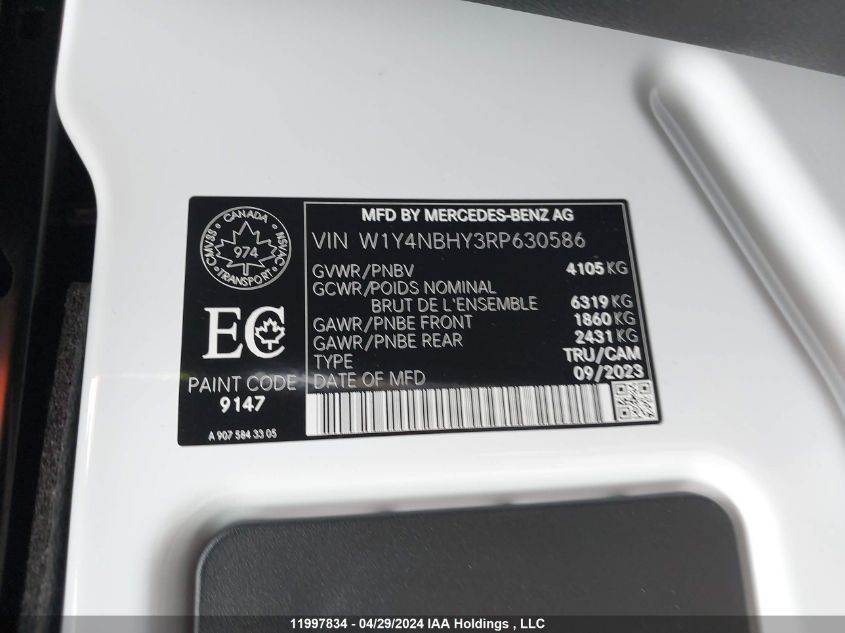 MFD BY MERCEDES-BENZ AG
CANADA
CMVSS
974
NSVAC
TRANSPORT
VIN W1Y4NBHY3RP630586
GVWR/PNBV 4105 KG
GCWR/POIDS NOMINAL
BRUT DE L'ENSEMBLE 6319 KG
GAWR/PNBE FRONT 1860 KG
GAWR/PNBE REAR 2431 KG
TYPE TRU/CAM
DATE OF MFD 09/2023
EC
PAINT CODE
9147
A 907 584 33 05
11997834 - 04/29/2024 IAA Holdings , LLC